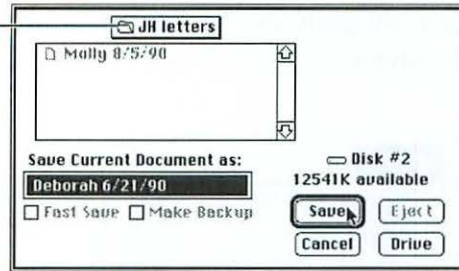 JH letters
Molly 8/5/90
Save Current Document as:
Deborah 6/21/90
Fast Save Make Backup
Disk #2
12541K available
Save Eject
Cancel Drive